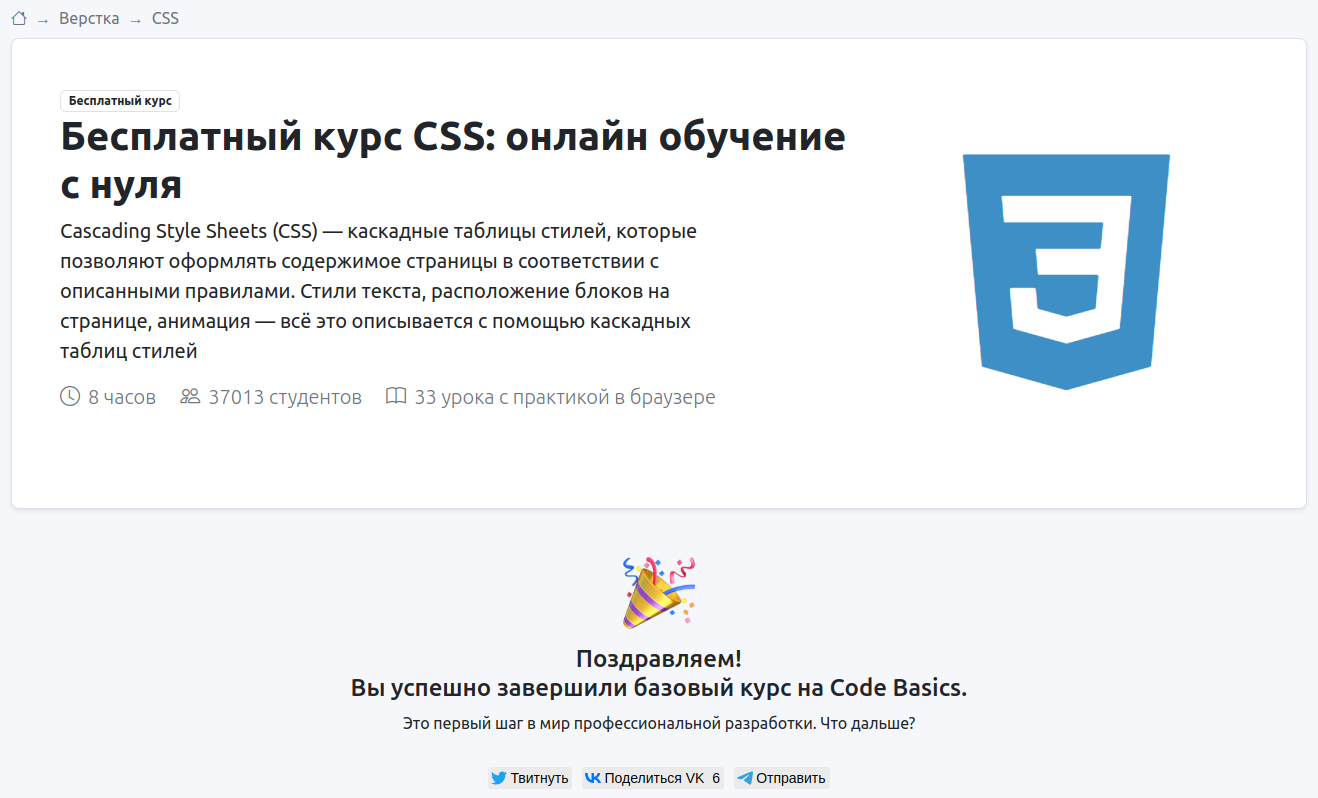 → Верстка → CSS
Бесплатный курс
Бесплатный курс CSS: онлайн обучение
с нуля
Cascading Style Sheets (CSS) — каскадные таблицы стилей, которые
позволяют оформлять содержимое страницы в соответствии с
описанными правилами. Стили текста, расположение блоков на
странице, анимация — всё это описывается с помощью каскадных
таблиц стилей
8 часов 37013 студентов 33 урока с практикой в браузере
Поздравляем!
Вы успешно завершили базовый курс на Code Basics.
Это первый шаг в мир профессиональной разработки. Что дальше?
Твитнуть Поделиться VK 6 Отправить